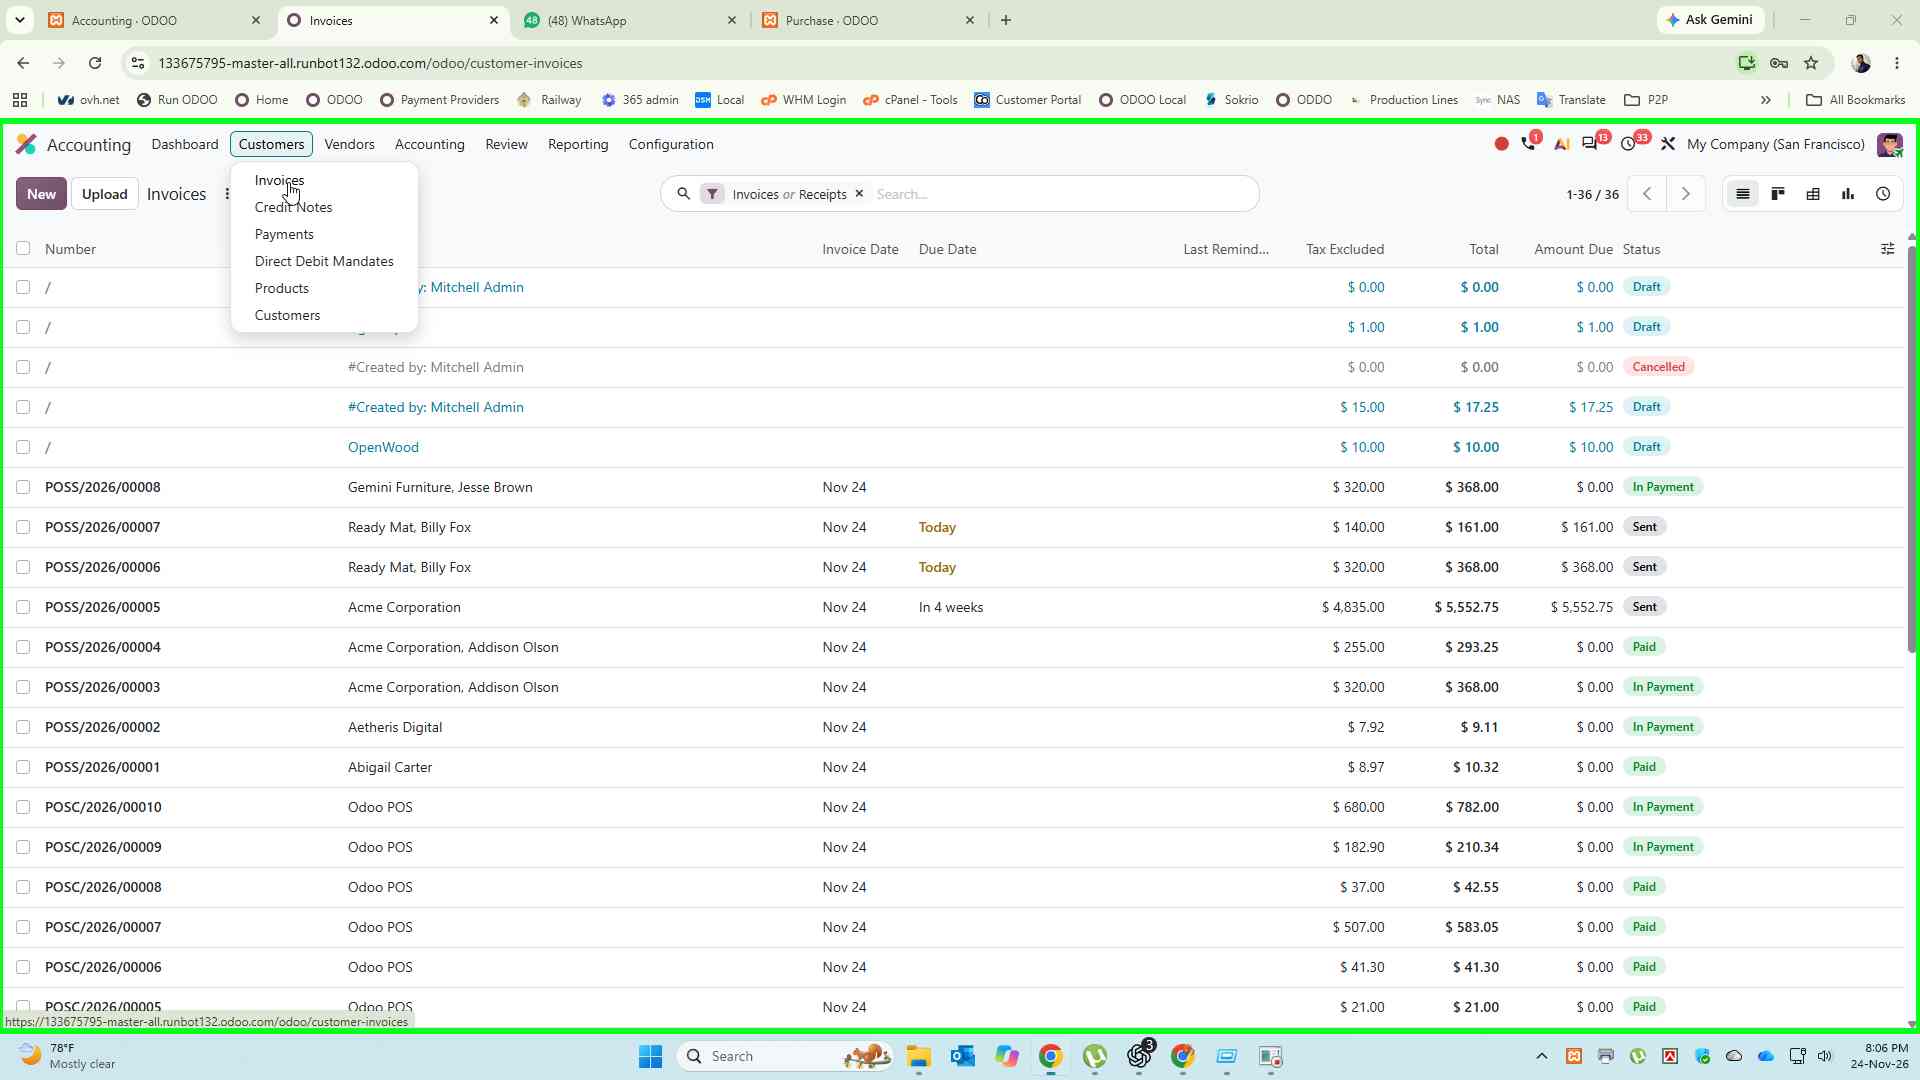 Accounting · ODOO
Invoices
(48) WhatsApp
Purchase · ODOO
Ask Gemini
133675795-master-all.runbot132.odoo.com/odoo/customer-invoices
ovh.net Run ODOO Home ODOO Payment Providers Railway 365 admin Local WHM Login cPanel - Tools Customer Portal ODOO Local Sokrio ODDO Production Lines NAS Translate P2P » All Bookmarks
Accounting Dashboard Customers Vendors Accounting Review Reporting Configuration 1 13 33 My Company (San Francisco)
New Upload Invoices Invoices or Receipts Search... 1-36 / 36
Invoices
Credit Notes
Payments
Direct Debit Mandates
Products
Customers
Number Invoice Date Due Date Last Remind... Tax Excluded Total Amount Due Status
/ y: Mitchell Admin $ 0.00 $ 0.00 $ 0.00 Draft
/ $ 1.00 $ 1.00 $ 1.00 Draft
/ #Created by: Mitchell Admin $ 0.00 $ 0.00 $ 0.00 Cancelled
/ #Created by: Mitchell Admin $ 15.00 $ 17.25 $ 17.25 Draft
/ OpenWood $ 10.00 $ 10.00 $ 10.00 Draft
POSS/2026/00008 Gemini Furniture, Jesse Brown Nov 24 $ 320.00 $ 368.00 $ 0.00 In Payment
POSS/2026/00007 Ready Mat, Billy Fox Nov 24 Today $ 140.00 $ 161.00 $ 161.00 Sent
POSS/2026/00006 Ready Mat, Billy Fox Nov 24 Today $ 320.00 $ 368.00 $ 368.00 Sent
POSS/2026/00005 Acme Corporation Nov 24 In 4 weeks $ 4,835.00 $ 5,552.75 $ 5,552.75 Sent
POSS/2026/00004 Acme Corporation, Addison Olson Nov 24 $ 255.00 $ 293.25 $ 0.00 Paid
POSS/2026/00003 Acme Corporation, Addison Olson Nov 24 $ 320.00 $ 368.00 $ 0.00 In Payment
POSS/2026/00002 Aetheris Digital Nov 24 $ 7.92 $ 9.11 $ 0.00 In Payment
POSS/2026/00001 Abigail Carter Nov 24 $ 8.97 $ 10.32 $ 0.00 Paid
POSC/2026/00010 Odoo POS Nov 24 $ 680.00 $ 782.00 $ 0.00 In Payment
POSC/2026/00009 Odoo POS Nov 24 $ 182.90 $ 210.34 $ 0.00 In Payment
POSC/2026/00008 Odoo POS Nov 24 $ 37.00 $ 42.55 $ 0.00 Paid
POSC/2026/00007 Odoo POS Nov 24 $ 507.00 $ 583.05 $ 0.00 Paid
POSC/2026/00006 Odoo POS Nov 24 $ 41.30 $ 41.30 $ 0.00 Paid
POSC/2026/00005 Odoo POS Nov 24 $ 21.00 $ 21.00 $ 0.00 Paid
https://133675795-master-all.runbot132.odoo.com/odoo/customer-invoices
78°F
Mostly clear
Search
3
8:06 PM
24-Nov-26